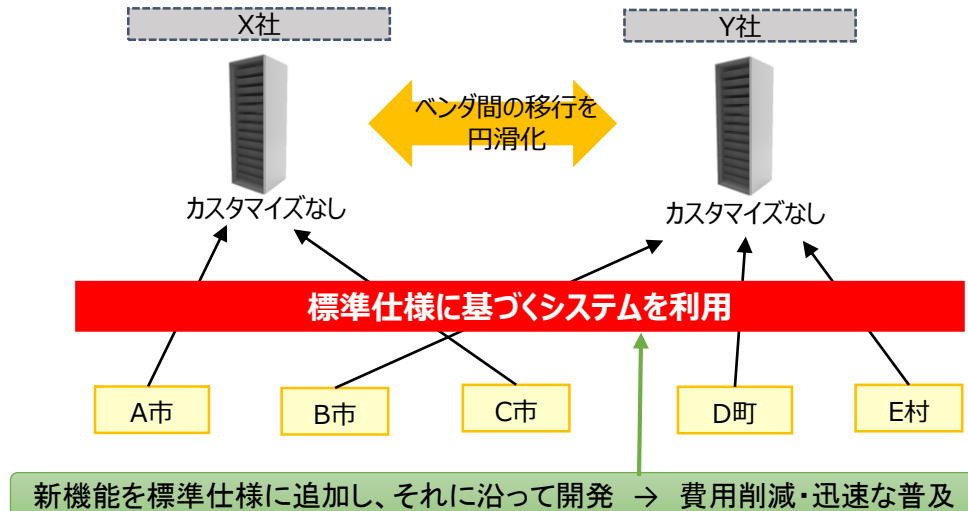 X社
Y社
ベンダ間の移行を
円滑化
カスタマイズなし
カスタマイズなし
標準仕様に基づくシステムを利用
A市
B市
C市
D町
E村
新機能を標準仕様に追加し、それに沿って開発 → 費用削減・迅速な普及